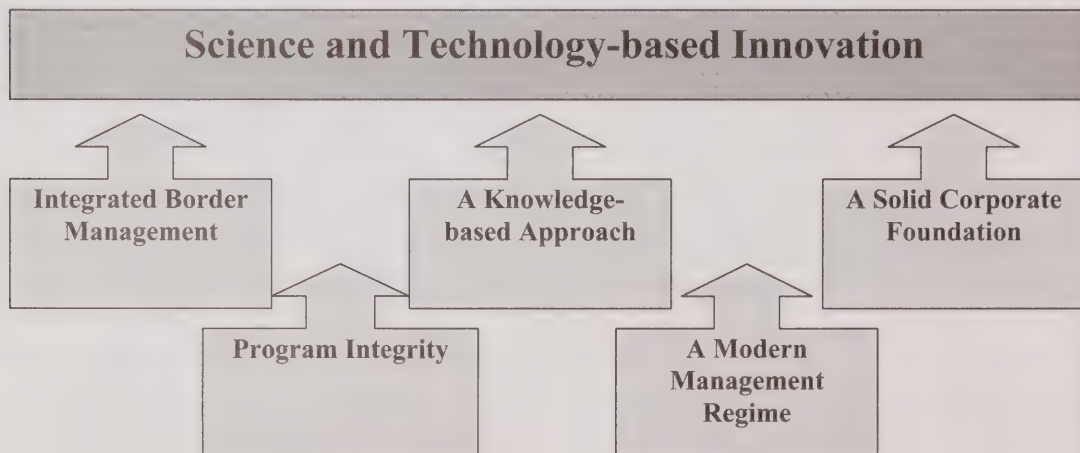 Science and Technology-based Innovation
Integrated Border
Management
A Knowledge-
based Approach
A Solid Corporate
Foundation
Program Integrity
A Modern
Management
Regime